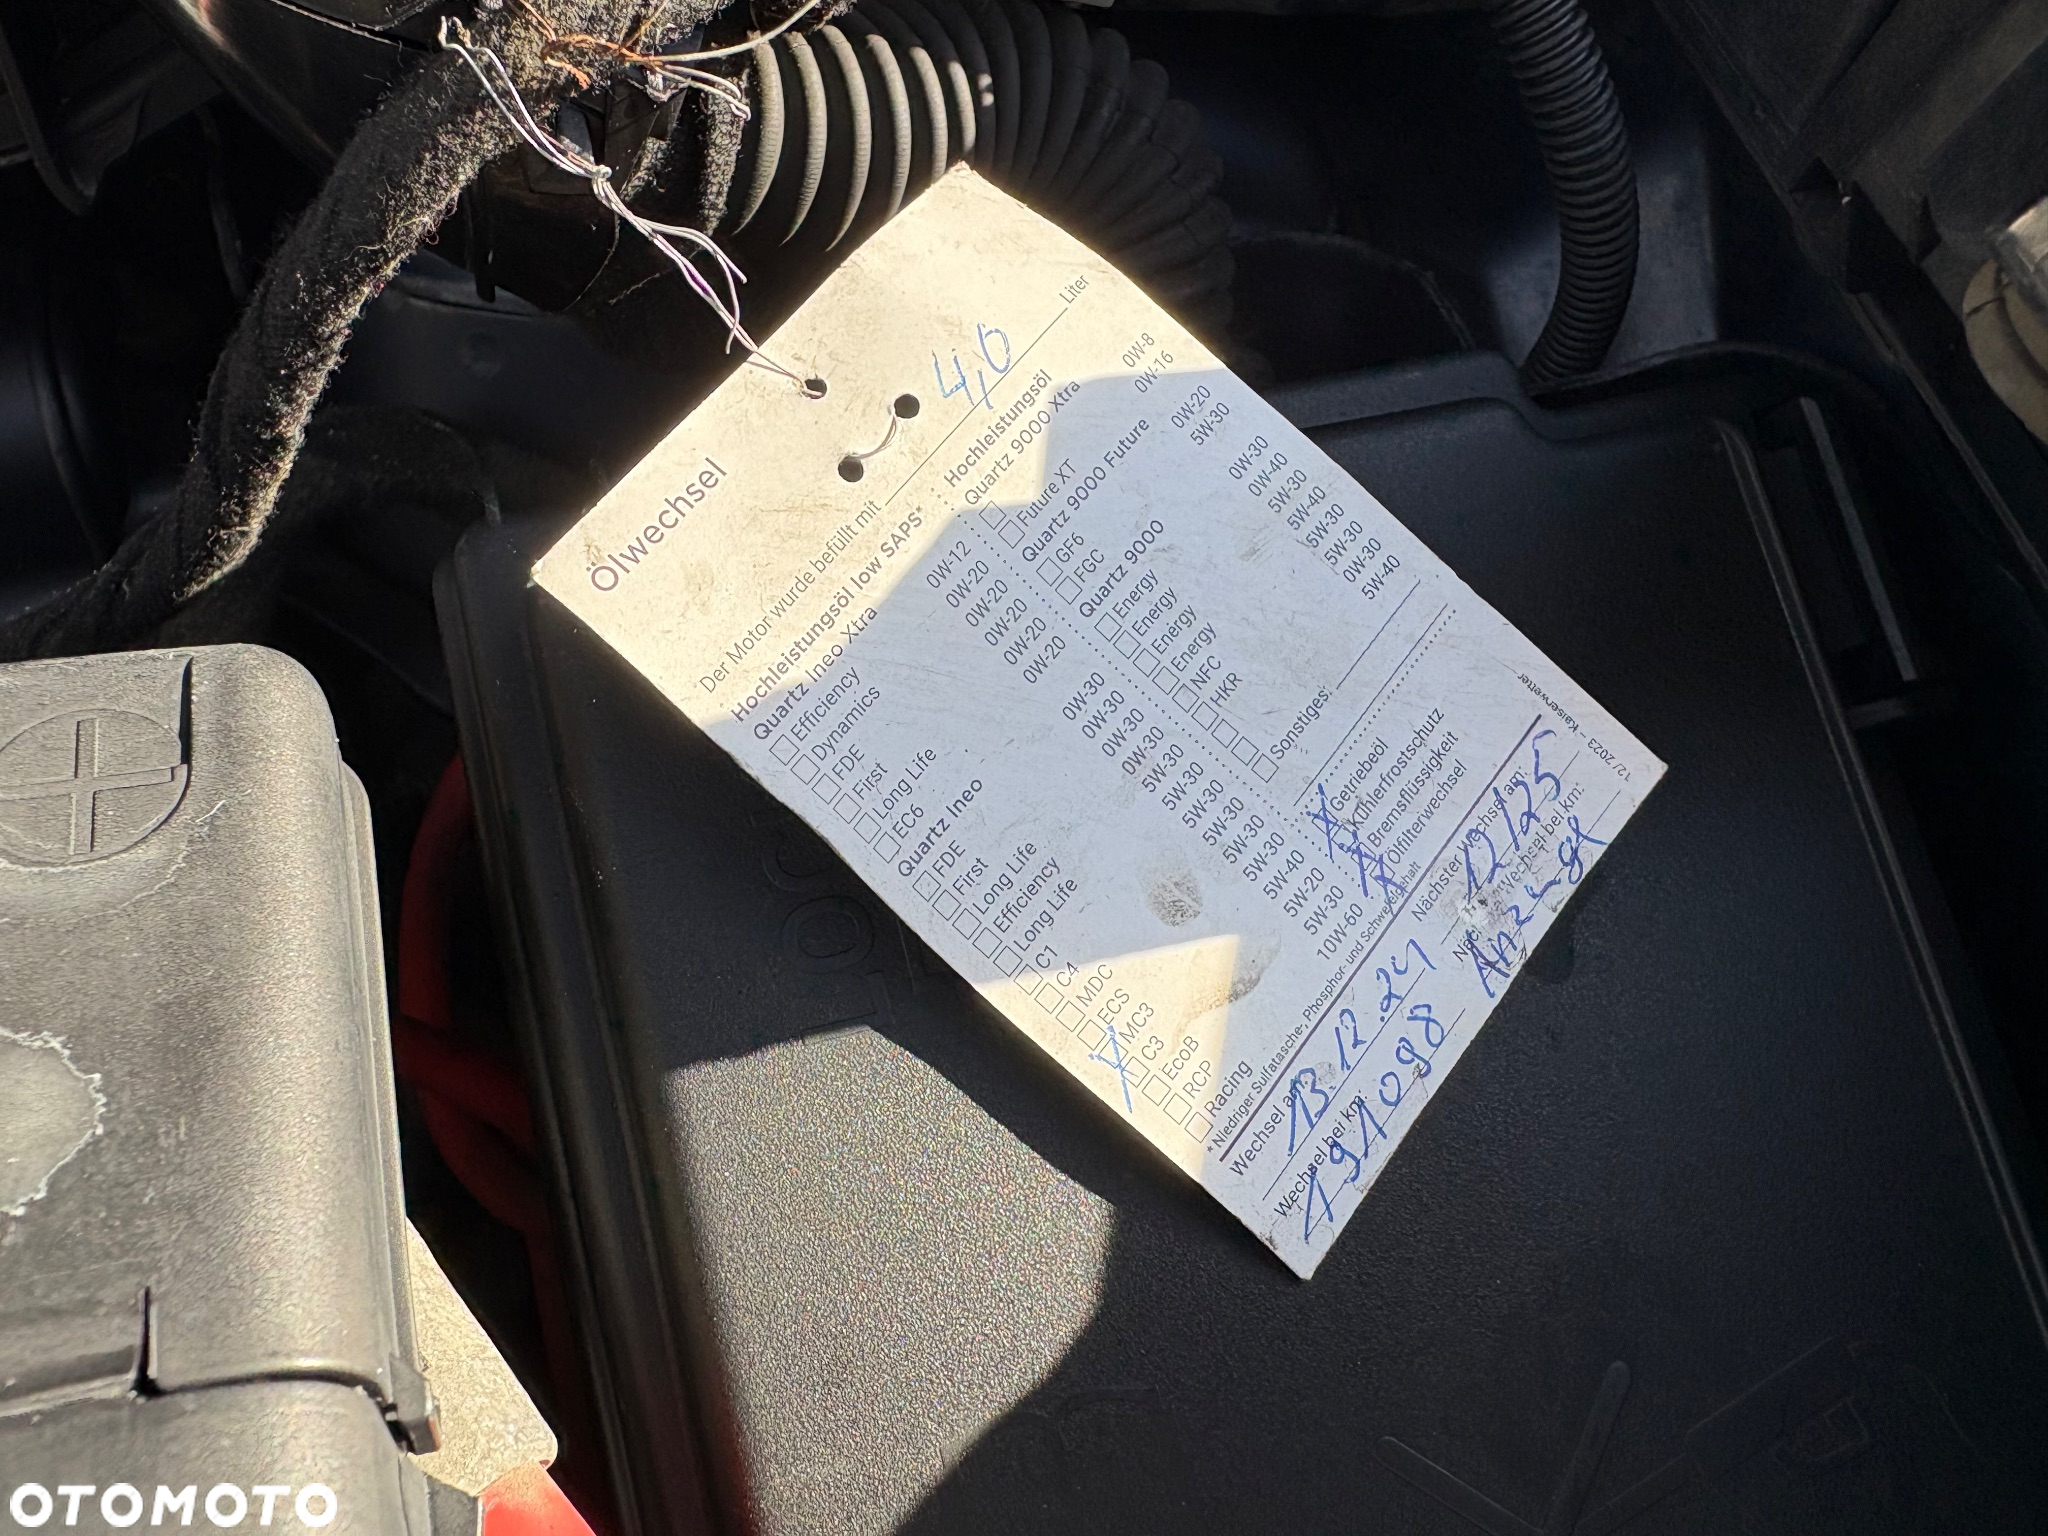 Ölwechsel
Der Motor wurde befüllt mit 4,0 Liter
Hochleistungsöl low SAPS*
Quartz Ineo Xtra
Efficiency 0W-12
Dynamics 0W-20
FDE 0W-20
First 0W-20
Long Life 0W-20
EC6 0W-20
Quartz Ineo
FDE 0W-30
First 0W-30
Long Life 0W-30
Efficiency 0W-30
Long Life 5W-30
C1 5W-30
C4 5W-30
MDC 5W-30
ECS 5W-30
MC3 5W-30
C3 5W-40
EcoB 5W-20
RCP 5W-30
Racing 10W-60
Hochleistungsöl
Quartz 9000 Xtra
0W-8
Future XT 0W-16
Quartz 9000 Future
GF6 0W-20
FGC 5W-30
Quartz 9000
Energy 0W-30
Energy 0W-40
Energy 5W-30
Energy 5W-40
NFC 5W-30
HKR 5W-30
0W-30
5W-40
Sonstiges:
X Getriebeöl
Kühlerfrostschutz
X Bremsflüssigkeit
X Ölfilterwechsel
* Niedriger Sulfatasche-, Phosphor- und Schwefelgehalt
Wechsel am: 13.12.24
Nächster Wechsel am: 12/25
Wechsel bei km: 191098
Wechsel bei km: Anzeige
12/2023 – Kaiserwetter
OTOMOTO